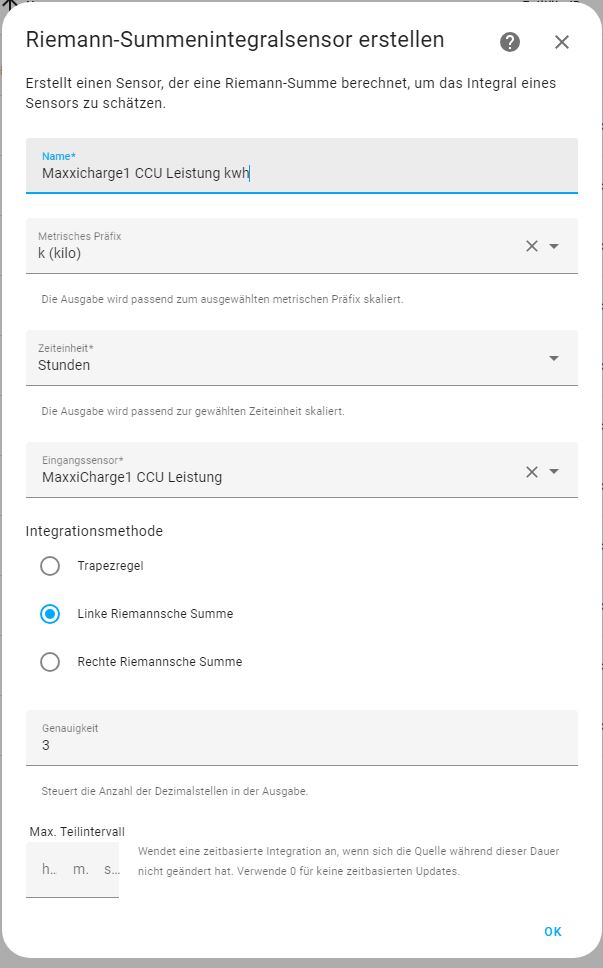 Riemann-Summenintegralsensor erstellen
Erstellt einen Sensor, der eine Riemann-Summe berechnet, um das Integral eines
Sensors zu schätzen.
Name*
Maxxicharge1 CCU Leistung kwh
Metrisches Präfix
k (kilo)
Die Ausgabe wird passend zum ausgewählten metrischen Präfix skaliert.
Zeiteinheit*
Stunden
Die Ausgabe wird passend zur gewählten Zeiteinheit skaliert.
Eingangssensor*
MaxxiCharge1 CCU Leistung
Integrationsmethode
Trapezregel
Linke Riemannsche Summe
Rechte Riemannsche Summe
Genauigkeit
3
Steuert die Anzahl der Dezimalstellen in der Ausgabe.
Max. Teilintervall
h... m. s...
Wendet eine zeitbasierte Integration an, wenn sich die Quelle während dieser Dauer
nicht geändert hat. Verwende 0 für keine zeitbasierten Updates.
OK